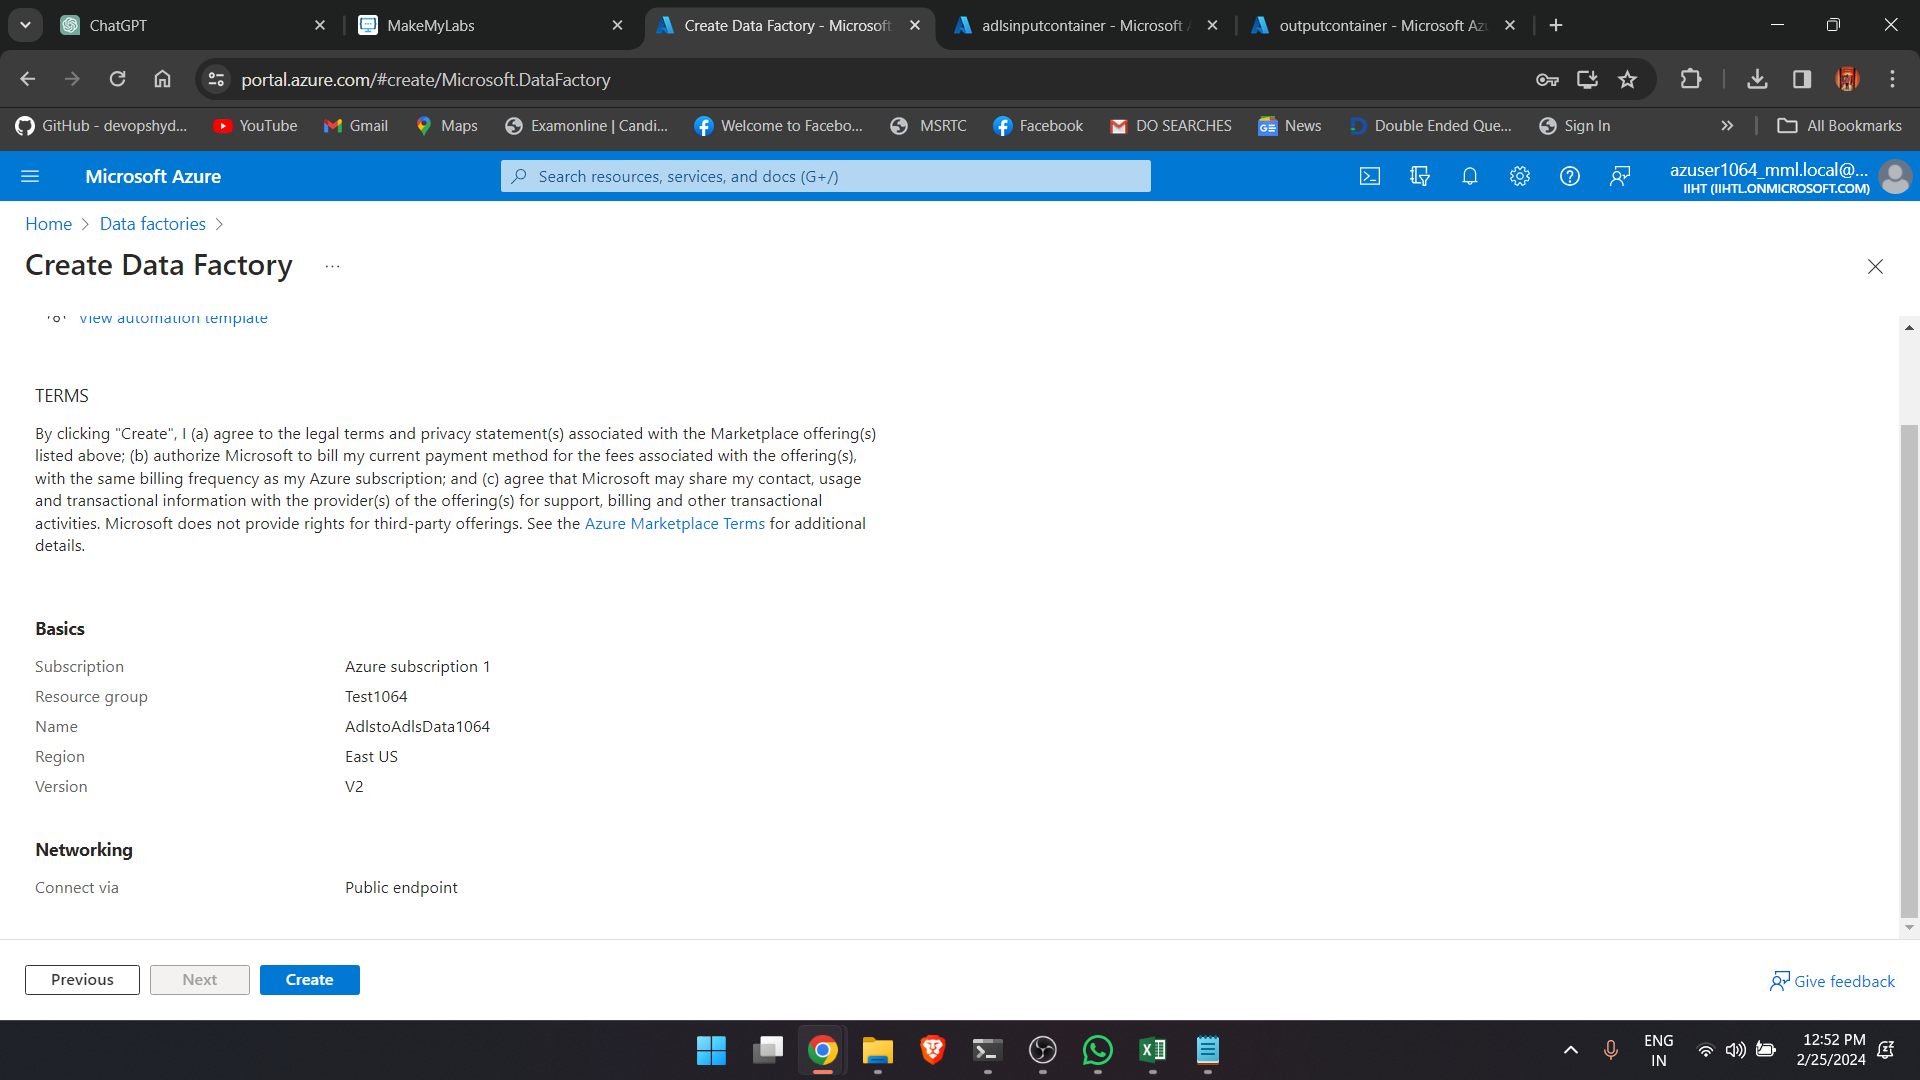 ChatGPT
MakeMyLabs
Create Data Factory - Microsoft
adlsinputcontainer - Microsoft A
outputcontainer - Microsoft Az
portal.azure.com/#create/Microsoft.DataFactory
GitHub - devopshyd...
YouTube
Gmail
Maps
Examonline | Candi...
Welcome to Facebo...
MSRTC
Facebook
DO SEARCHES
News
Double Ended Que...
Sign In
All Bookmarks
Microsoft Azure
Search resources, services, and docs (G+/)
azuser1064_mml.local@...
IIHT (IIHTL.ONMICROSOFT.COM)
Home > Data factories >
Create Data Factory ...
View automation template
TERMS
By clicking "Create", I (a) agree to the legal terms and privacy statement(s) associated with the Marketplace offering(s)
listed above; (b) authorize Microsoft to bill my current payment method for the fees associated with the offering(s),
with the same billing frequency as my Azure subscription; and (c) agree that Microsoft may share my contact, usage
and transactional information with the provider(s) of the offering(s) for support, billing and other transactional
activities. Microsoft does not provide rights for third-party offerings. See the Azure Marketplace Terms for additional
details.
Basics
Subscription Azure subscription 1
Resource group Test1064
Name AdlstoAdlsData1064
Region East US
Version V2
Networking
Connect via Public endpoint
Previous
Next
Create
Give feedback
ENG
IN
12:52 PM
2/25/2024